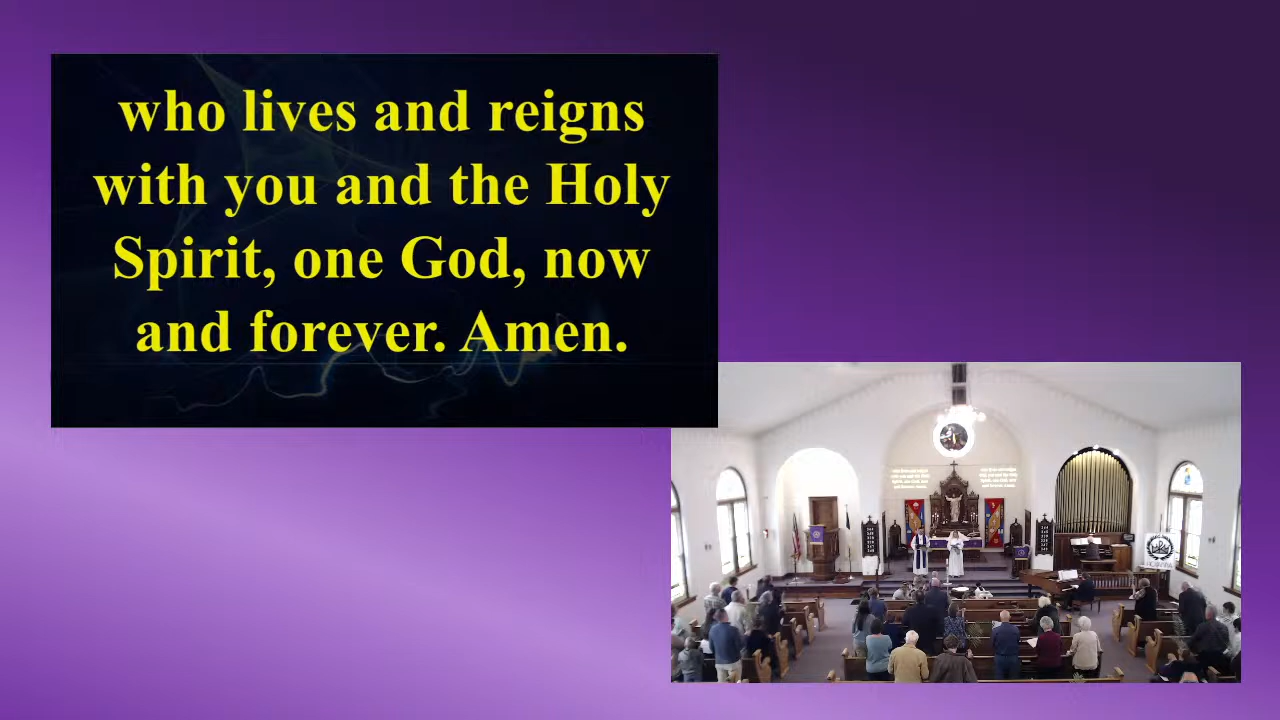 who lives and reigns
with you and the Holy
Spirit, one God, now
and forever. Amen.